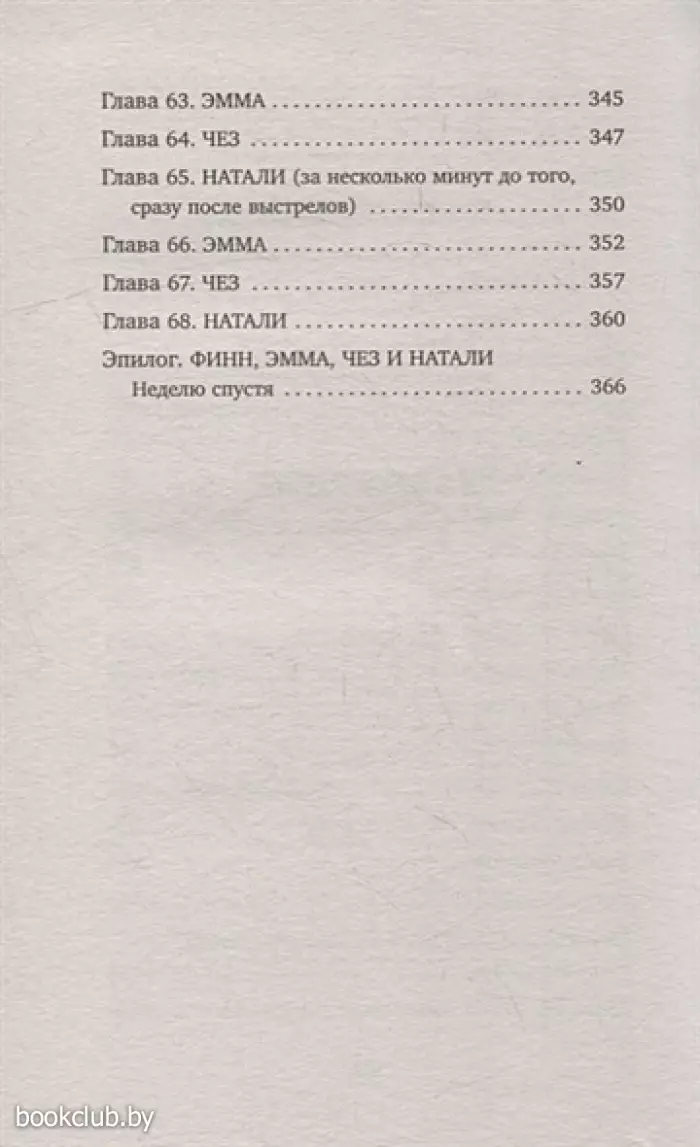 Глава 63. ЭММА ............................... 345
Глава 64. ЧЕЗ ................................. 347
Глава 65. НАТАЛИ (за несколько минут до того,
сразу после выстрелов) ..................... 350
Глава 66. ЭММА ............................... 352
Глава 67. ЧЕЗ ................................. 357
Глава 68. НАТАЛИ ............................. 360
Эпилог. ФИНН, ЭММА, ЧЕЗ И НАТАЛИ
Неделю спустя .............................. 366
bookclub.by